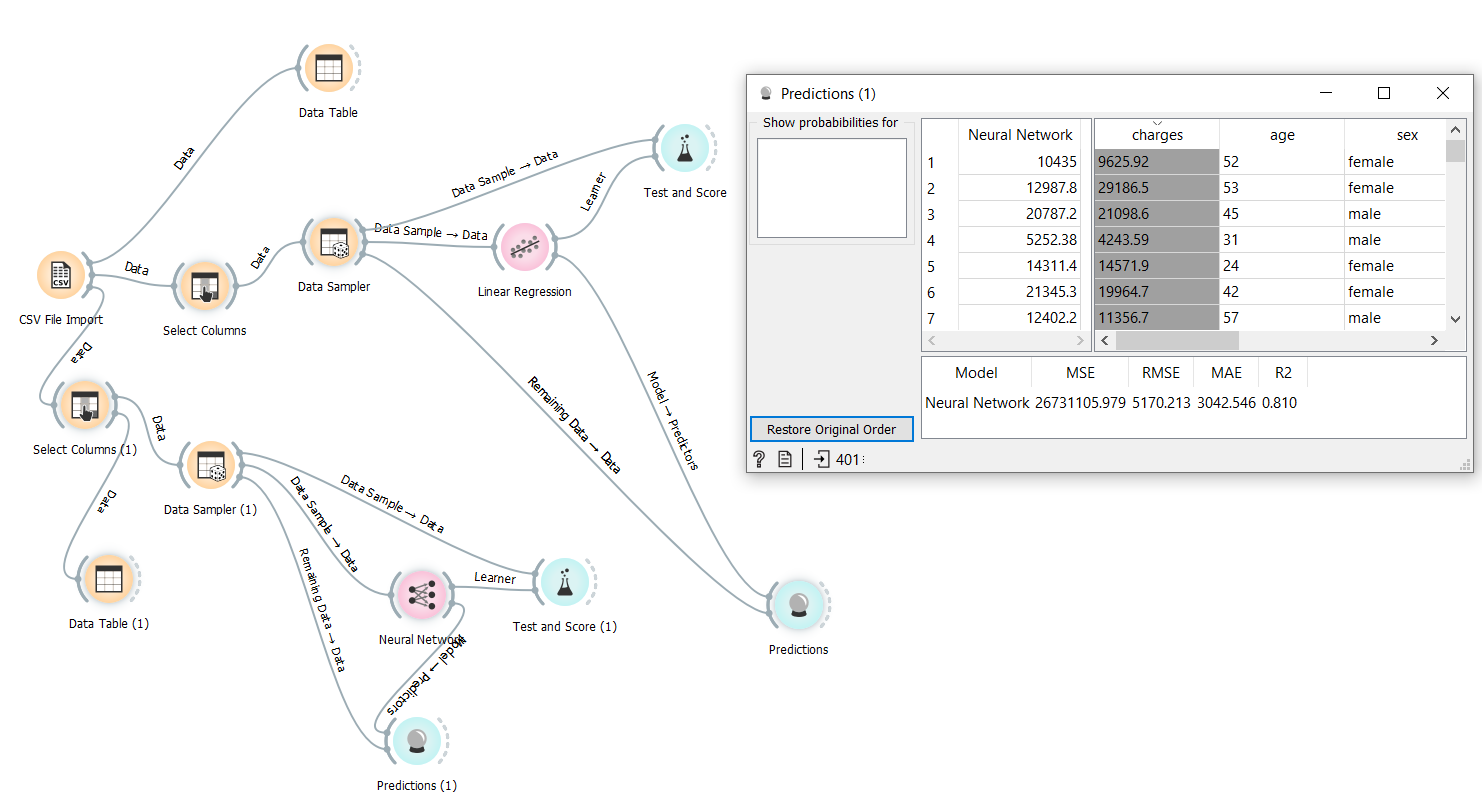 Data Table
Data
Data Sample → Data
Test and Score
Learner
Data Sample → Data
Data
Data
Data Sampler
Linear Regression
CSV File Import
Select Columns
Data
Model → Predictors
Remaining Data → Data
Select Columns (1)
Data
Data
Data Sampler (1)
Data Sample → Data
Data Sample → Data
Remaining Data → Data
Learner
Data Table (1)
Neural Network
Test and Score (1)
Model → Predictors
Predictions
Predictions (1)
Predictions (1)
Show probabibilities for
Neural Network charges age sex
1 10435 9625.92 52 female
2 12987.8 29186.5 53 female
3 20787.2 21098.6 45 male
4 5252.38 4243.59 31 male
5 14311.4 14571.9 24 female
6 21345.3 19964.7 42 female
7 12402.2 11356.7 57 male
Model MSE RMSE MAE R2
Neural Network 26731105.979 5170.213 3042.546 0.810
Restore Original Order
? 401